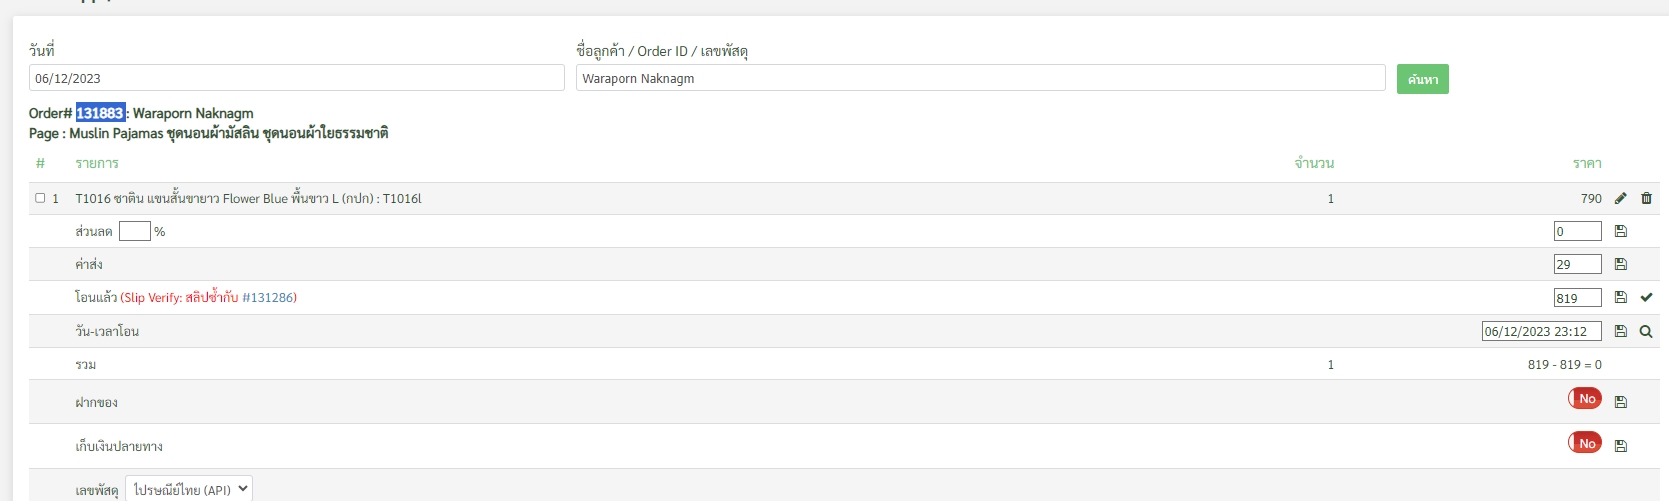 วันที่
ชื่อลูกค้า / Order ID / เลขพัสดุ
06/12/2023
Waraporn Naknagm
ค้นหา
Order# 131883 : Waraporn Naknagm
Page : Muslin Pajamas ชุดนอนผ้ามัสลิน ชุดนอนผ้าใยธรรมชาติ
# รายการ จำนวน ราคา
1 T1016 ซาติน แขนสั้นขายาว Flower Blue พื้นขาว L (กปก) : T1016l 1 790
ส่วนลด % 0
ค่าส่ง 29
โอนแล้ว (Slip Verify: สลิปซ้ำกับ #131286) 819
วัน-เวลาโอน 06/12/2023 23:12
รวม 1 819 - 819 = 0
ฝากของ No
เก็บเงินปลายทาง No
เลขพัสดุ ไปรษณีย์ไทย (API)